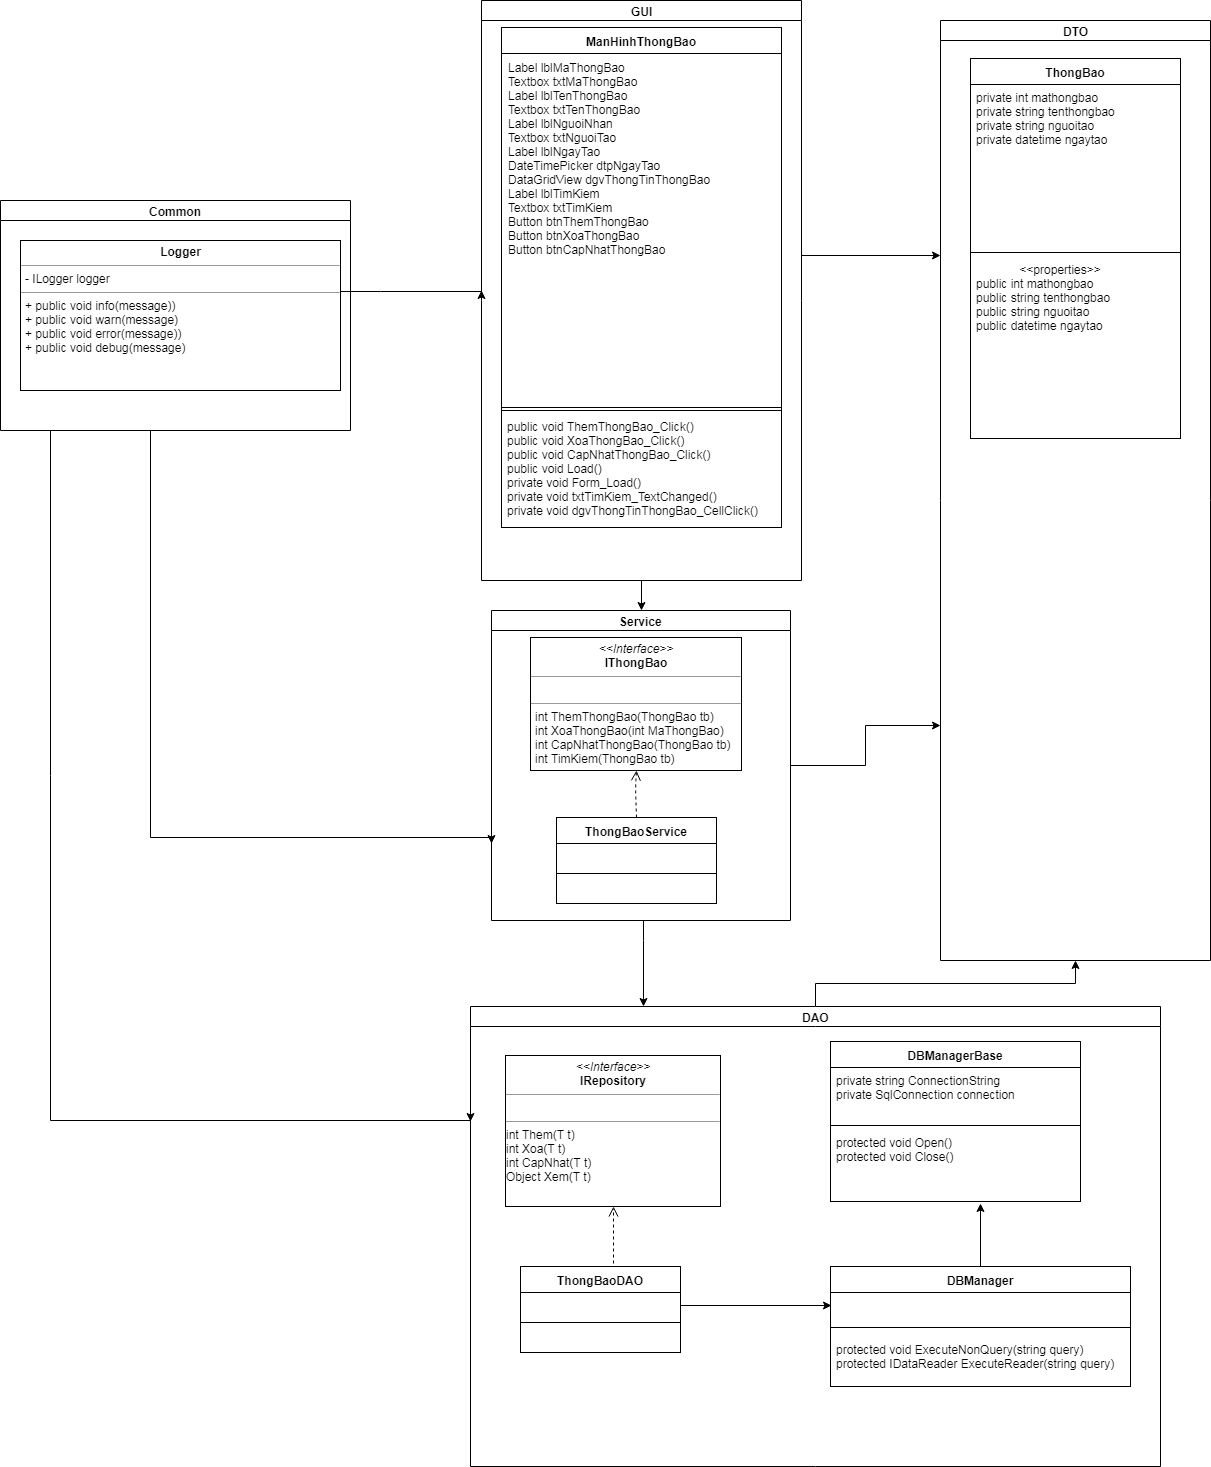 GUI
ManHinhThongBao
Label lblMaThongBao
Textbox txtMaThongBao
Label lblTenThongBao
Textbox txtTenThongBao
Label lblNguoiNhan
Textbox txtNguoiTao
Label lblNgayTao
DateTimePicker dtpNgayTao
DataGridView dgvThongTinThongBao
Label lblTimKiem
Textbox txtTimKiem
Button btnThemThongBao
Button btnXoaThongBao
Button btnCapNhatThongBao
public void ThemThongBao_Click()
public void XoaThongBao_Click()
public void CapNhatThongBao_Click()
public void Load()
private void Form_Load()
private void txtTimKiem_TextChanged()
private void dgvThongTinThongBao_CellClick()
DTO
ThongBao
private int mathongbao
private string tenthongbao
private string nguoitao
private datetime ngaytao
<<properties>>
public int mathongbao
public string tenthongbao
public string nguoitao
public datetime ngaytao
Common
Logger
- ILogger logger
+ public void info(message))
+ public void warn(message)
+ public void error(message))
+ public void debug(message)
Service
<<Interface>>
IThongBao
int ThemThongBao(ThongBao tb)
int XoaThongBao(int MaThongBao)
int CapNhatThongBao(ThongBao tb)
int TimKiem(ThongBao tb)
ThongBaoService
DAO
<<Interface>>
IRepository
int Them(T t)
int Xoa(T t)
int CapNhat(T t)
Object Xem(T t)
DBManagerBase
private string ConnectionString
private SqlConnection connection
protected void Open()
protected void Close()
ThongBaoDAO
DBManager
protected void ExecuteNonQuery(string query)
protected IDataReader ExecuteReader(string query)